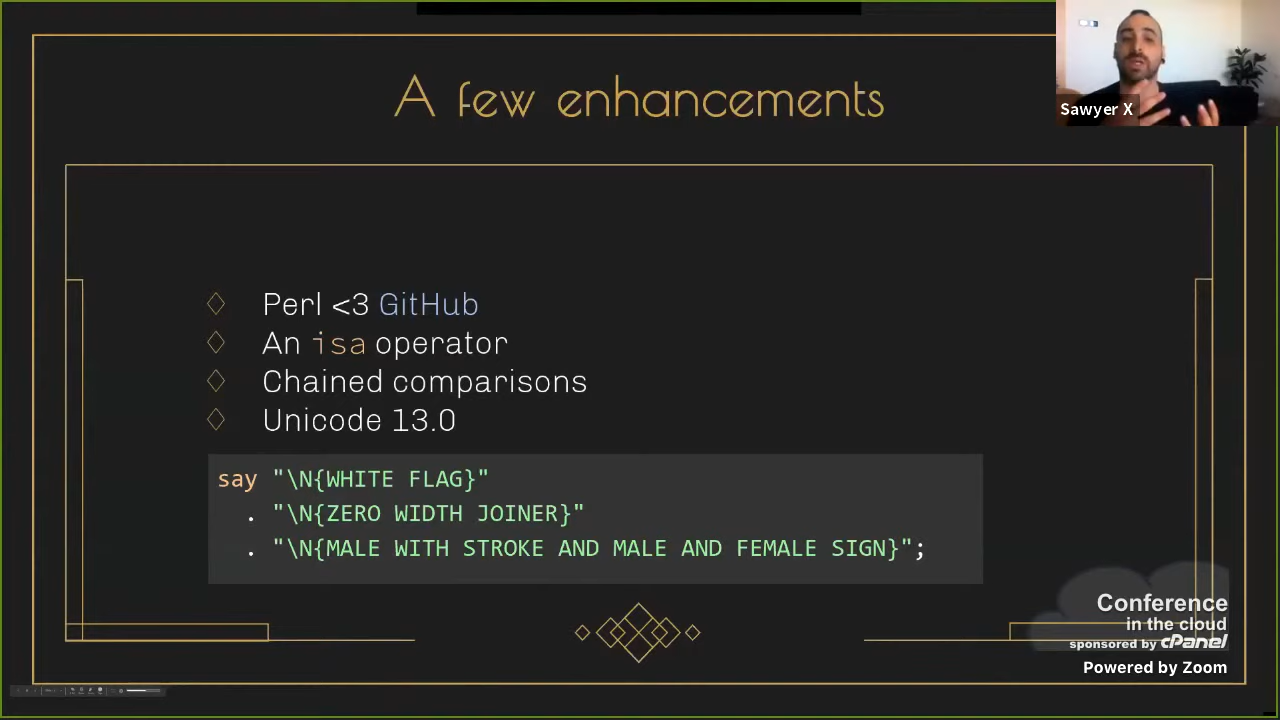 A few enhancements
Sawyer X
Perl <3 GitHub
An isa operator
Chained comparisons
Unicode 13.0
say "\N{WHITE FLAG}"
. "\N{ZERO WIDTH JOINER}"
. "\N{MALE WITH STROKE AND MALE AND FEMALE SIGN}";
Conference
in the cloud
sponsored by cPanel
Powered by Zoom